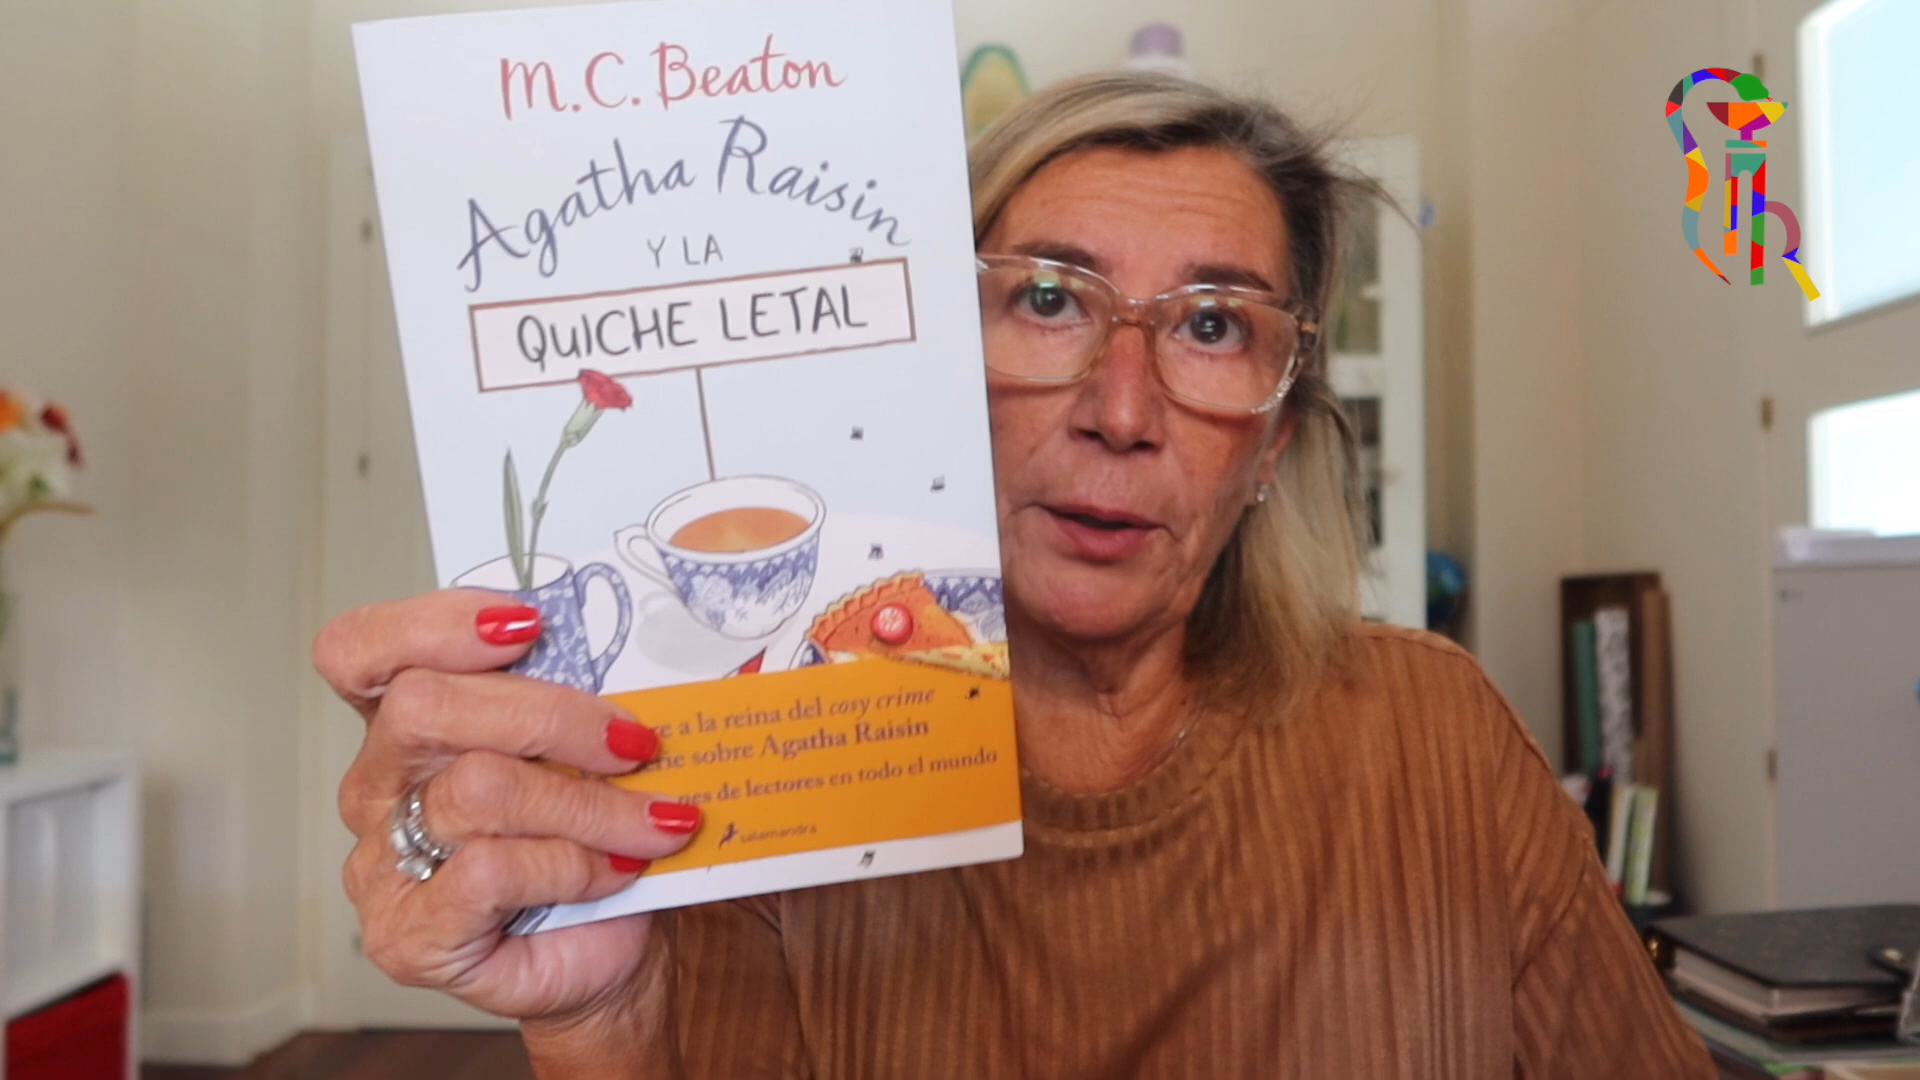 M.C. Beaton
Agatha Raisin
Y LA
QUICHE LETAL
a la reina del cosy crime
sobre Agatha Raisin
de lectores en todo el mundo
salamandra